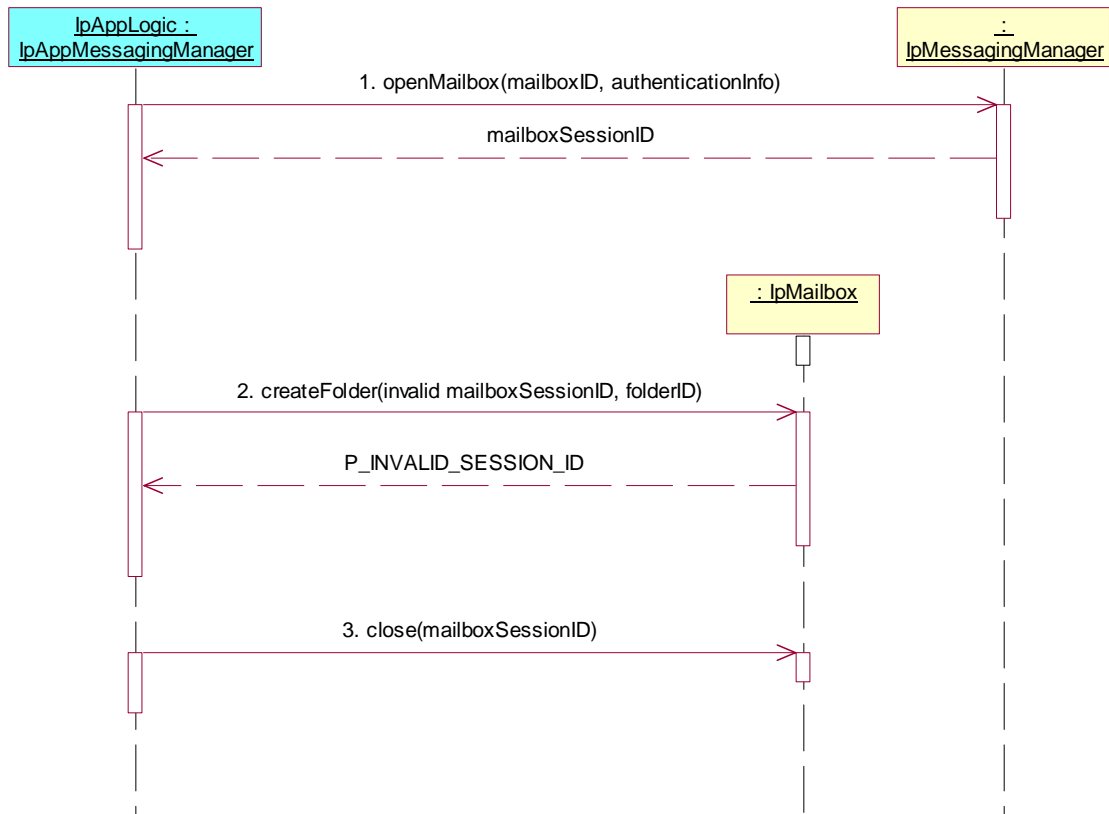 IpAppLogic :
IpAppMessagingManager
:
IpMessagingManager
1. openMailbox(mailboxID, authenticationInfo)
mailboxSessionID
: IpMailbox
2. createFolder(invalid mailboxSessionID, folderID)
P_INVALID_SESSION_ID
3. close(mailboxSessionID)